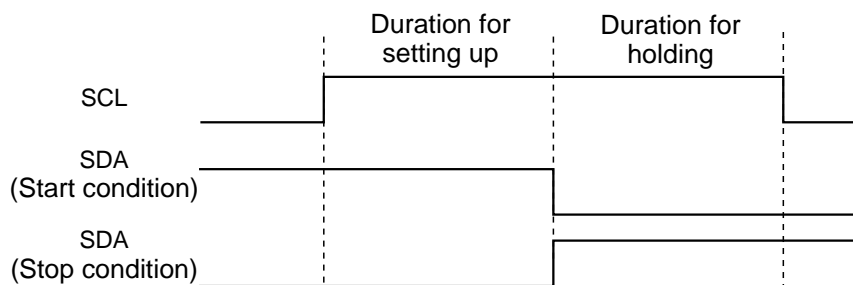 Duration for
setting up
Duration for
holding
SCL
SDA
(Start condition)
SDA
(Stop condition)